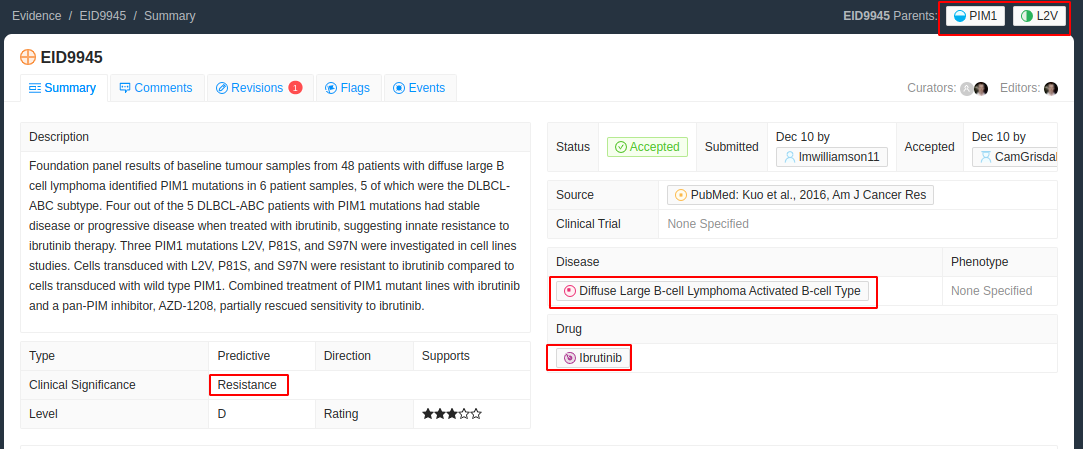 Evidence / EID9945 / Summary
EID9945 Parents: PIM1 L2V
EID9945
Summary Comments Revisions 1 Flags Events
Curators: A Editors:
Description
Foundation panel results of baseline tumour samples from 48 patients with diffuse large B
cell lymphoma identified PIM1 mutations in 6 patient samples, 5 of which were the DLBCL-
ABC subtype. Four out of the 5 DLBCL-ABC patients with PIM1 mutations had stable
disease or progressive disease when treated with ibrutinib, suggesting innate resistance to
ibrutinib therapy. Three PIM1 mutations L2V, P81S, and S97N were investigated in cell lines
studies. Cells transduced with L2V, P81S, and S97N were resistant to ibrutinib compared to
cells transduced with wild type PIM1. Combined treatment of PIM1 mutant lines with ibrutinib
and a pan-PIM inhibitor, AZD-1208, partially rescued sensitivity to ibrutinib.
Type Predictive Direction Supports
Clinical Significance Resistance
Level D Rating
Status Accepted Submitted Dec 10 by Accepted Dec 10 by
lmwilliamson11 CamGrisdal
Source PubMed: Kuo et al., 2016, Am J Cancer Res
Clinical Trial None Specified
Disease Phenotype
Diffuse Large B-cell Lymphoma Activated B-cell Type None Specified
Drug
Ibrutinib